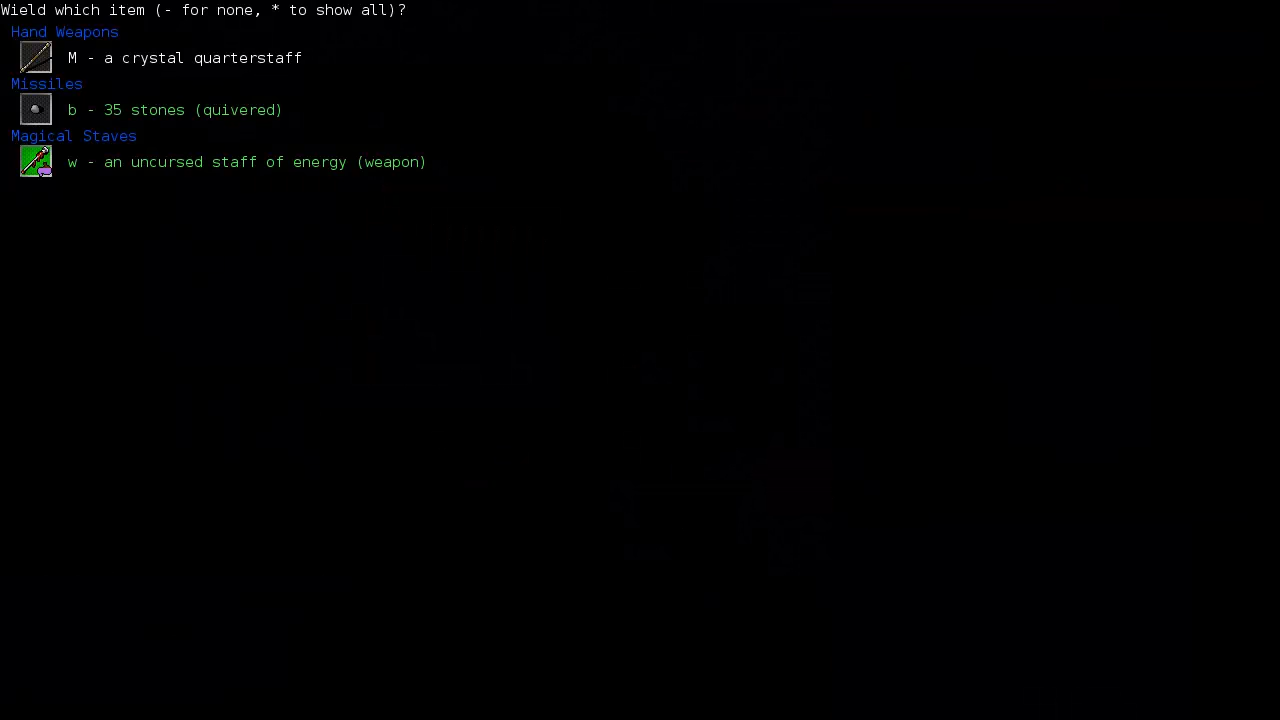 Wield which item (- for none, * to show all)?
Hand Weapons
M - a crystal quarterstaff
Missiles
b - 35 stones (quivered)
Magical Staves
w - an uncursed staff of energy (weapon)